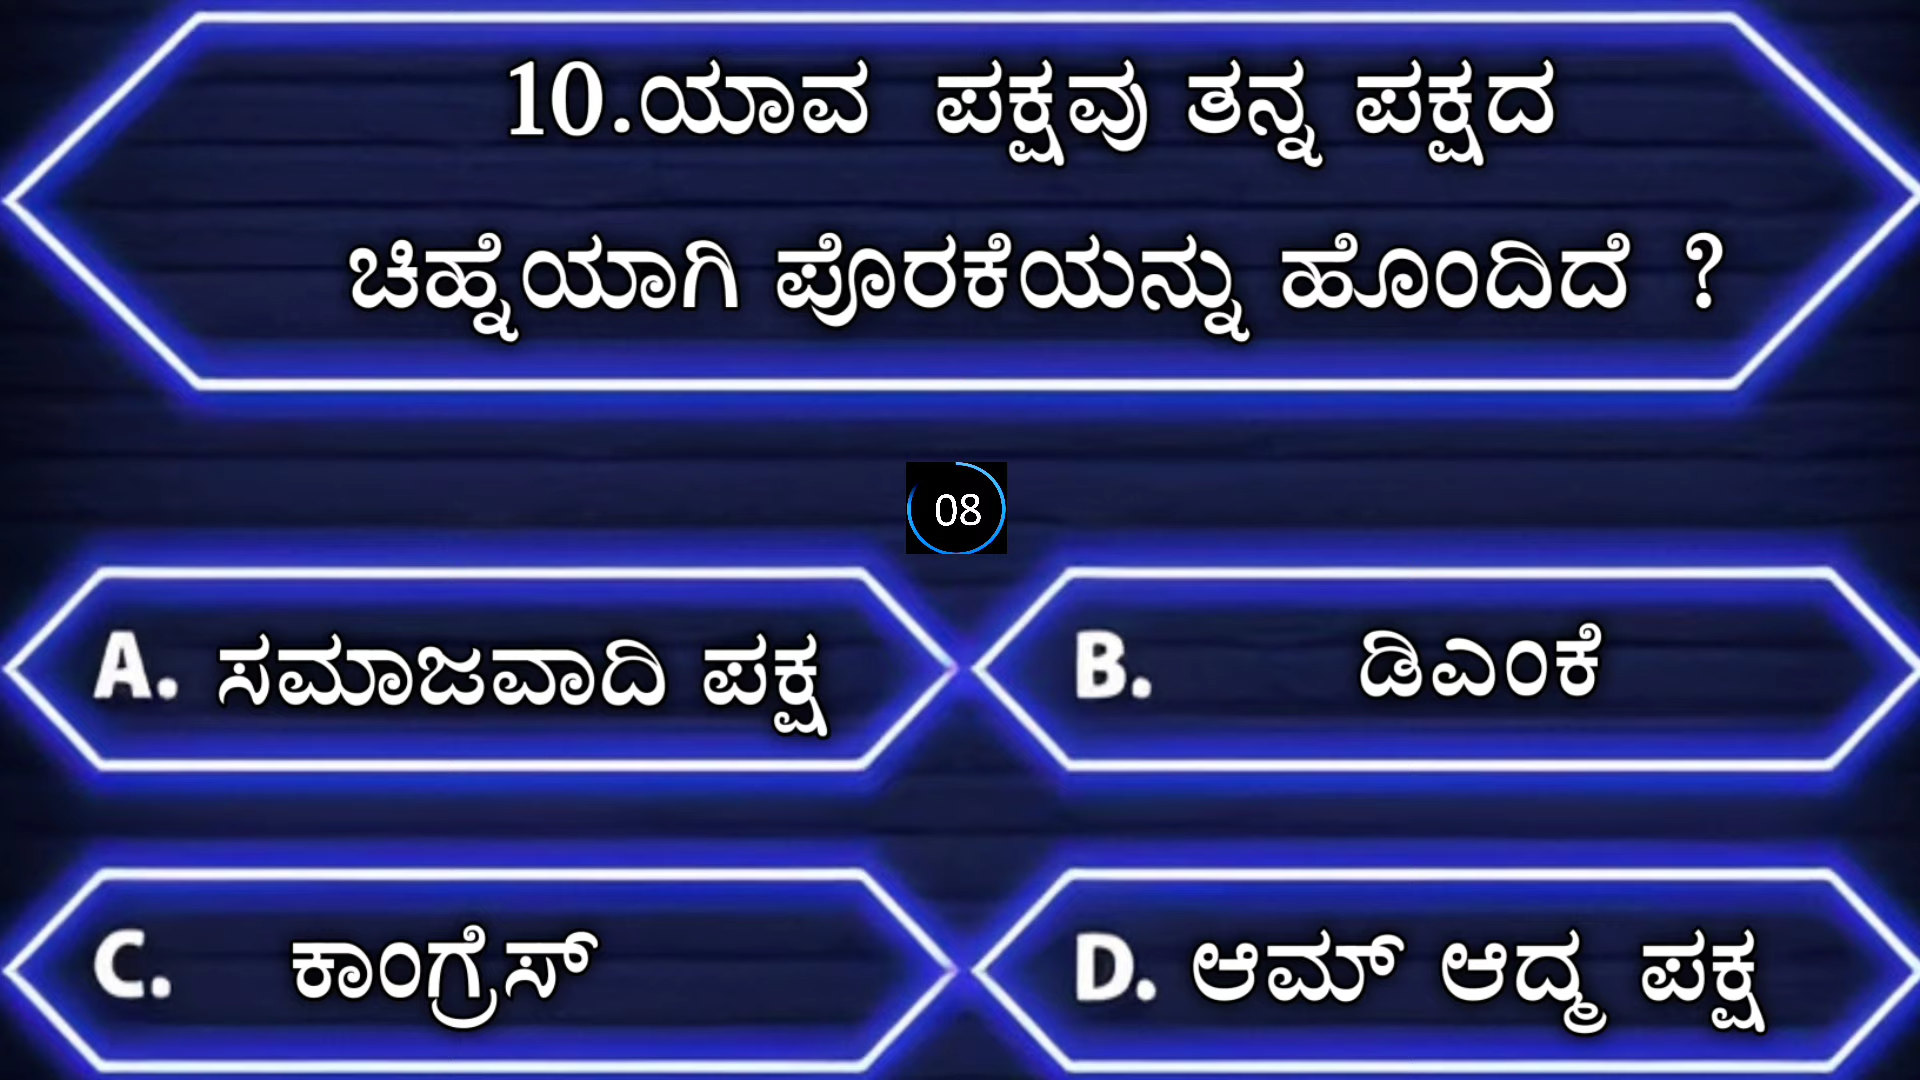 10.ಯಾವ ಪಕ್ಷವು ತನ್ನ ಪಕ್ಷದ
ಚಿಹ್ನೆಯಾಗಿ ಪೊರಕೆಯನ್ನು ಹೊಂದಿದೆ ?
08
A. ಸಮಾಜವಾದಿ ಪಕ್ಷ
B. ಡಿಎಂಕೆ
C. ಕಾಂಗ್ರೆಸ್
D. ಆಮ್ ಆದ್ಮ ಪಕ್ಷ